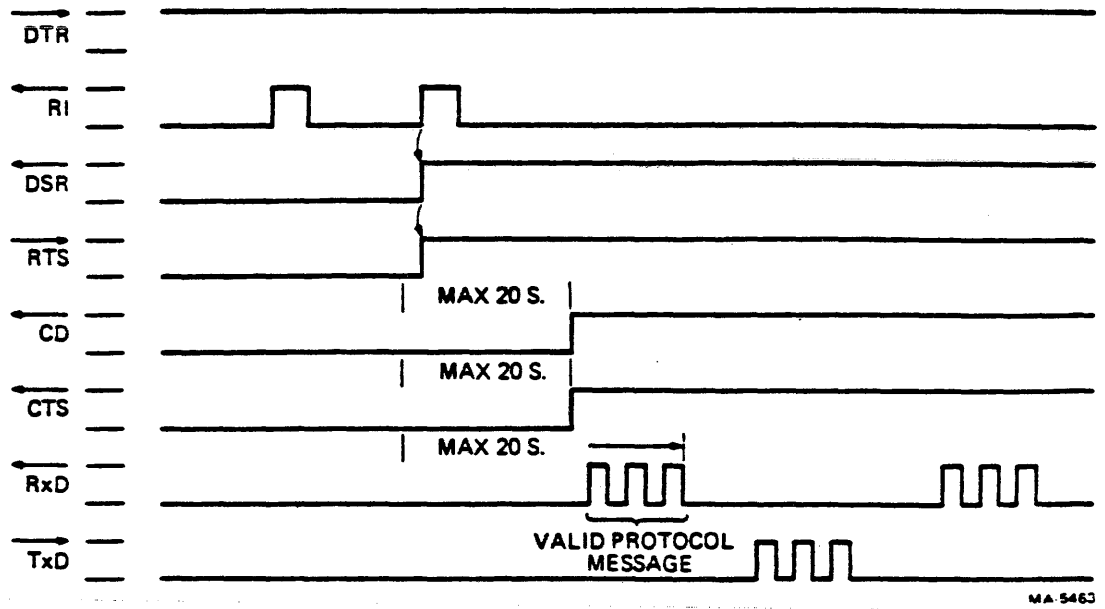 DTR
RI
DSR
RTS
MAX 20 S.
CD
MAX 20 S.
CTS
MAX 20 S.
RxD
VALID PROTOCOL
MESSAGE
TxD
MA-5463